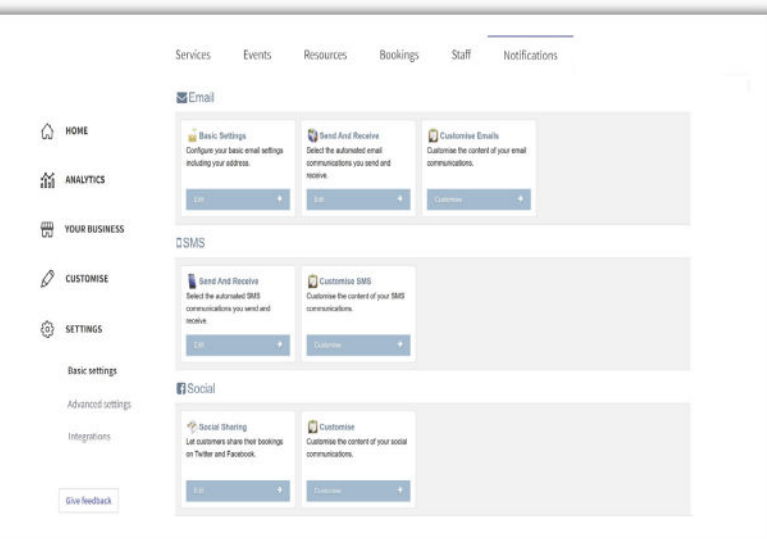 Services Events Resources Bookings Staff Notifications
Email
HOME
ANALYTICS
YOUR BUSINESS
CUSTOMISE
SETTINGS
Basic settings
Advanced settings
Integrations
Give feedback
Basic Settings
Configure your basic email settings
including your address.
Edit
Send And Receive
Select the automated email
communications you send and
receive.
Edit
Customise Emails
Customise the content of your email
communications.
Customise
SMS
Send And Receive
Select the automated SMS
communications you send and
receive.
Edit
Customise SMS
Customise the content of your SMS
communications.
Customise
Social
Social Sharing
Let customers share their bookings
on Twitter and Facebook.
Edit
Customise
Customise the content of your social
communications.
Customise